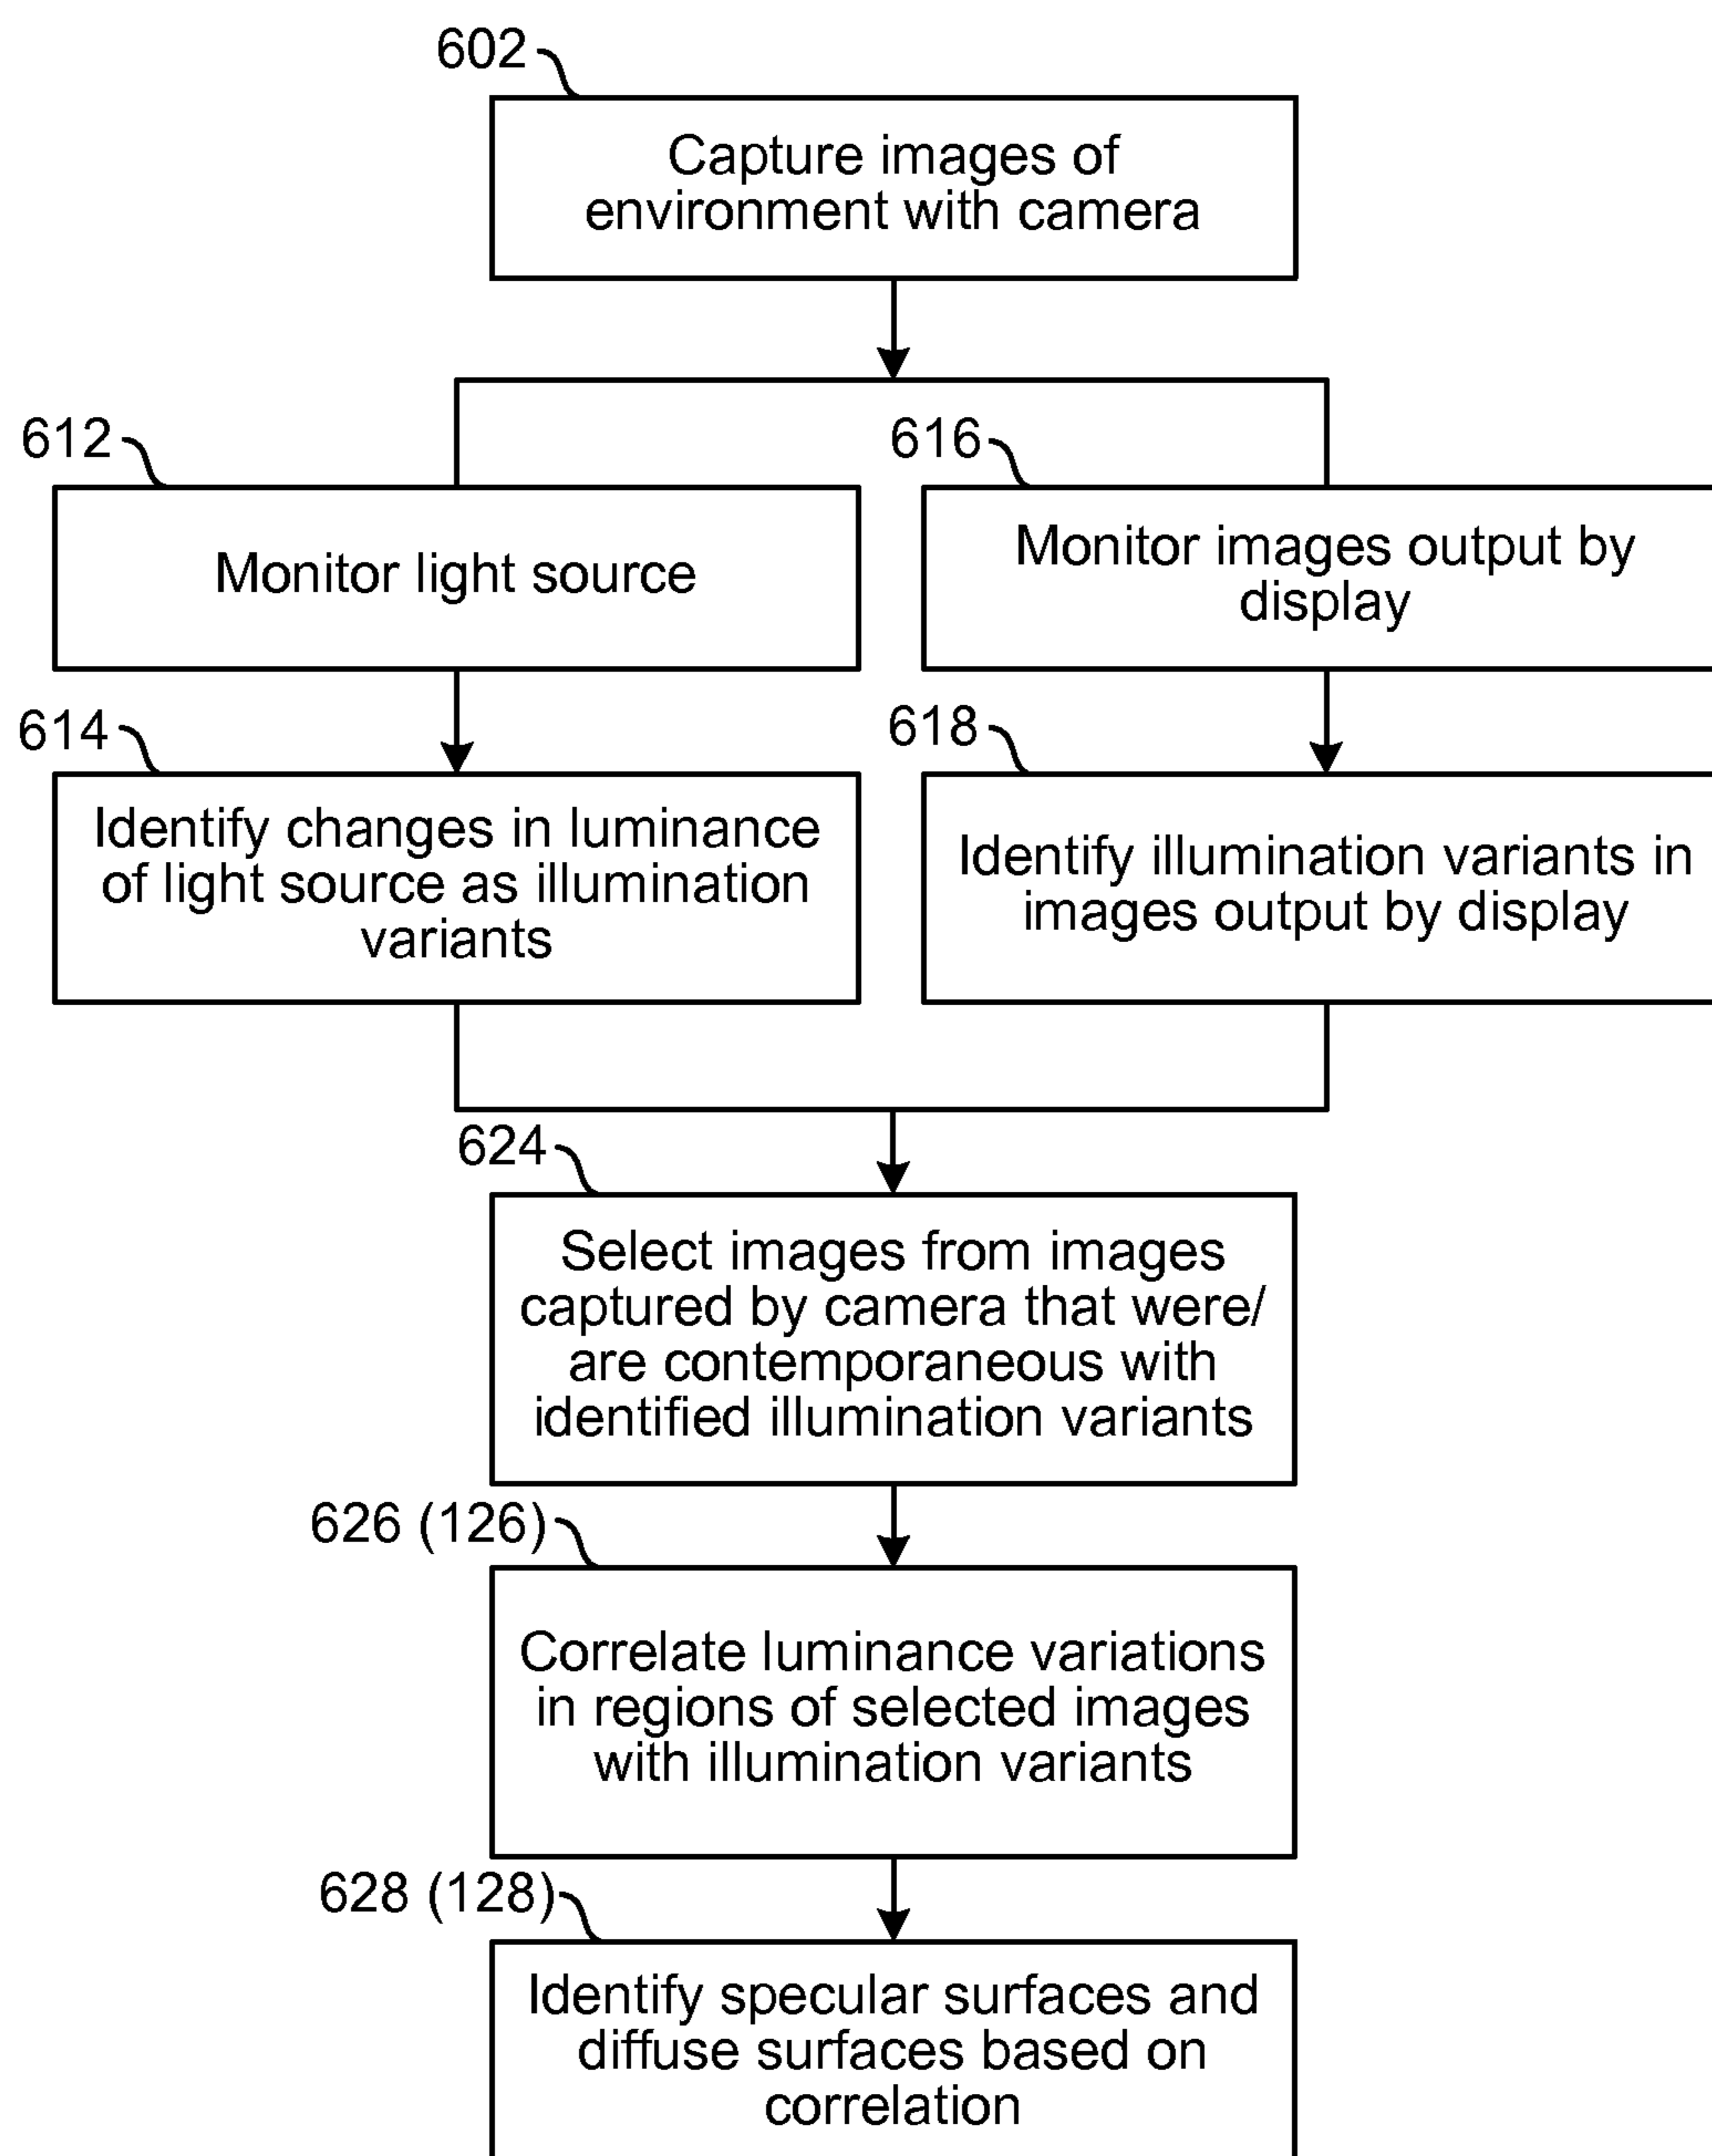 602
Capture images of
environment with camera
612
Monitor light source
616
Monitor images output by
display
614
Identify changes in luminance
of light source as illumination
variants
618
Identify illumination variants in
images output by display
624
Select images from images
captured by camera that were/
are contemporaneous with
identified illumination variants
626 (126)
Correlate luminance variations
in regions of selected images
with illumination variants
628 (128)
Identify specular surfaces and
diffuse surfaces based on
correlation